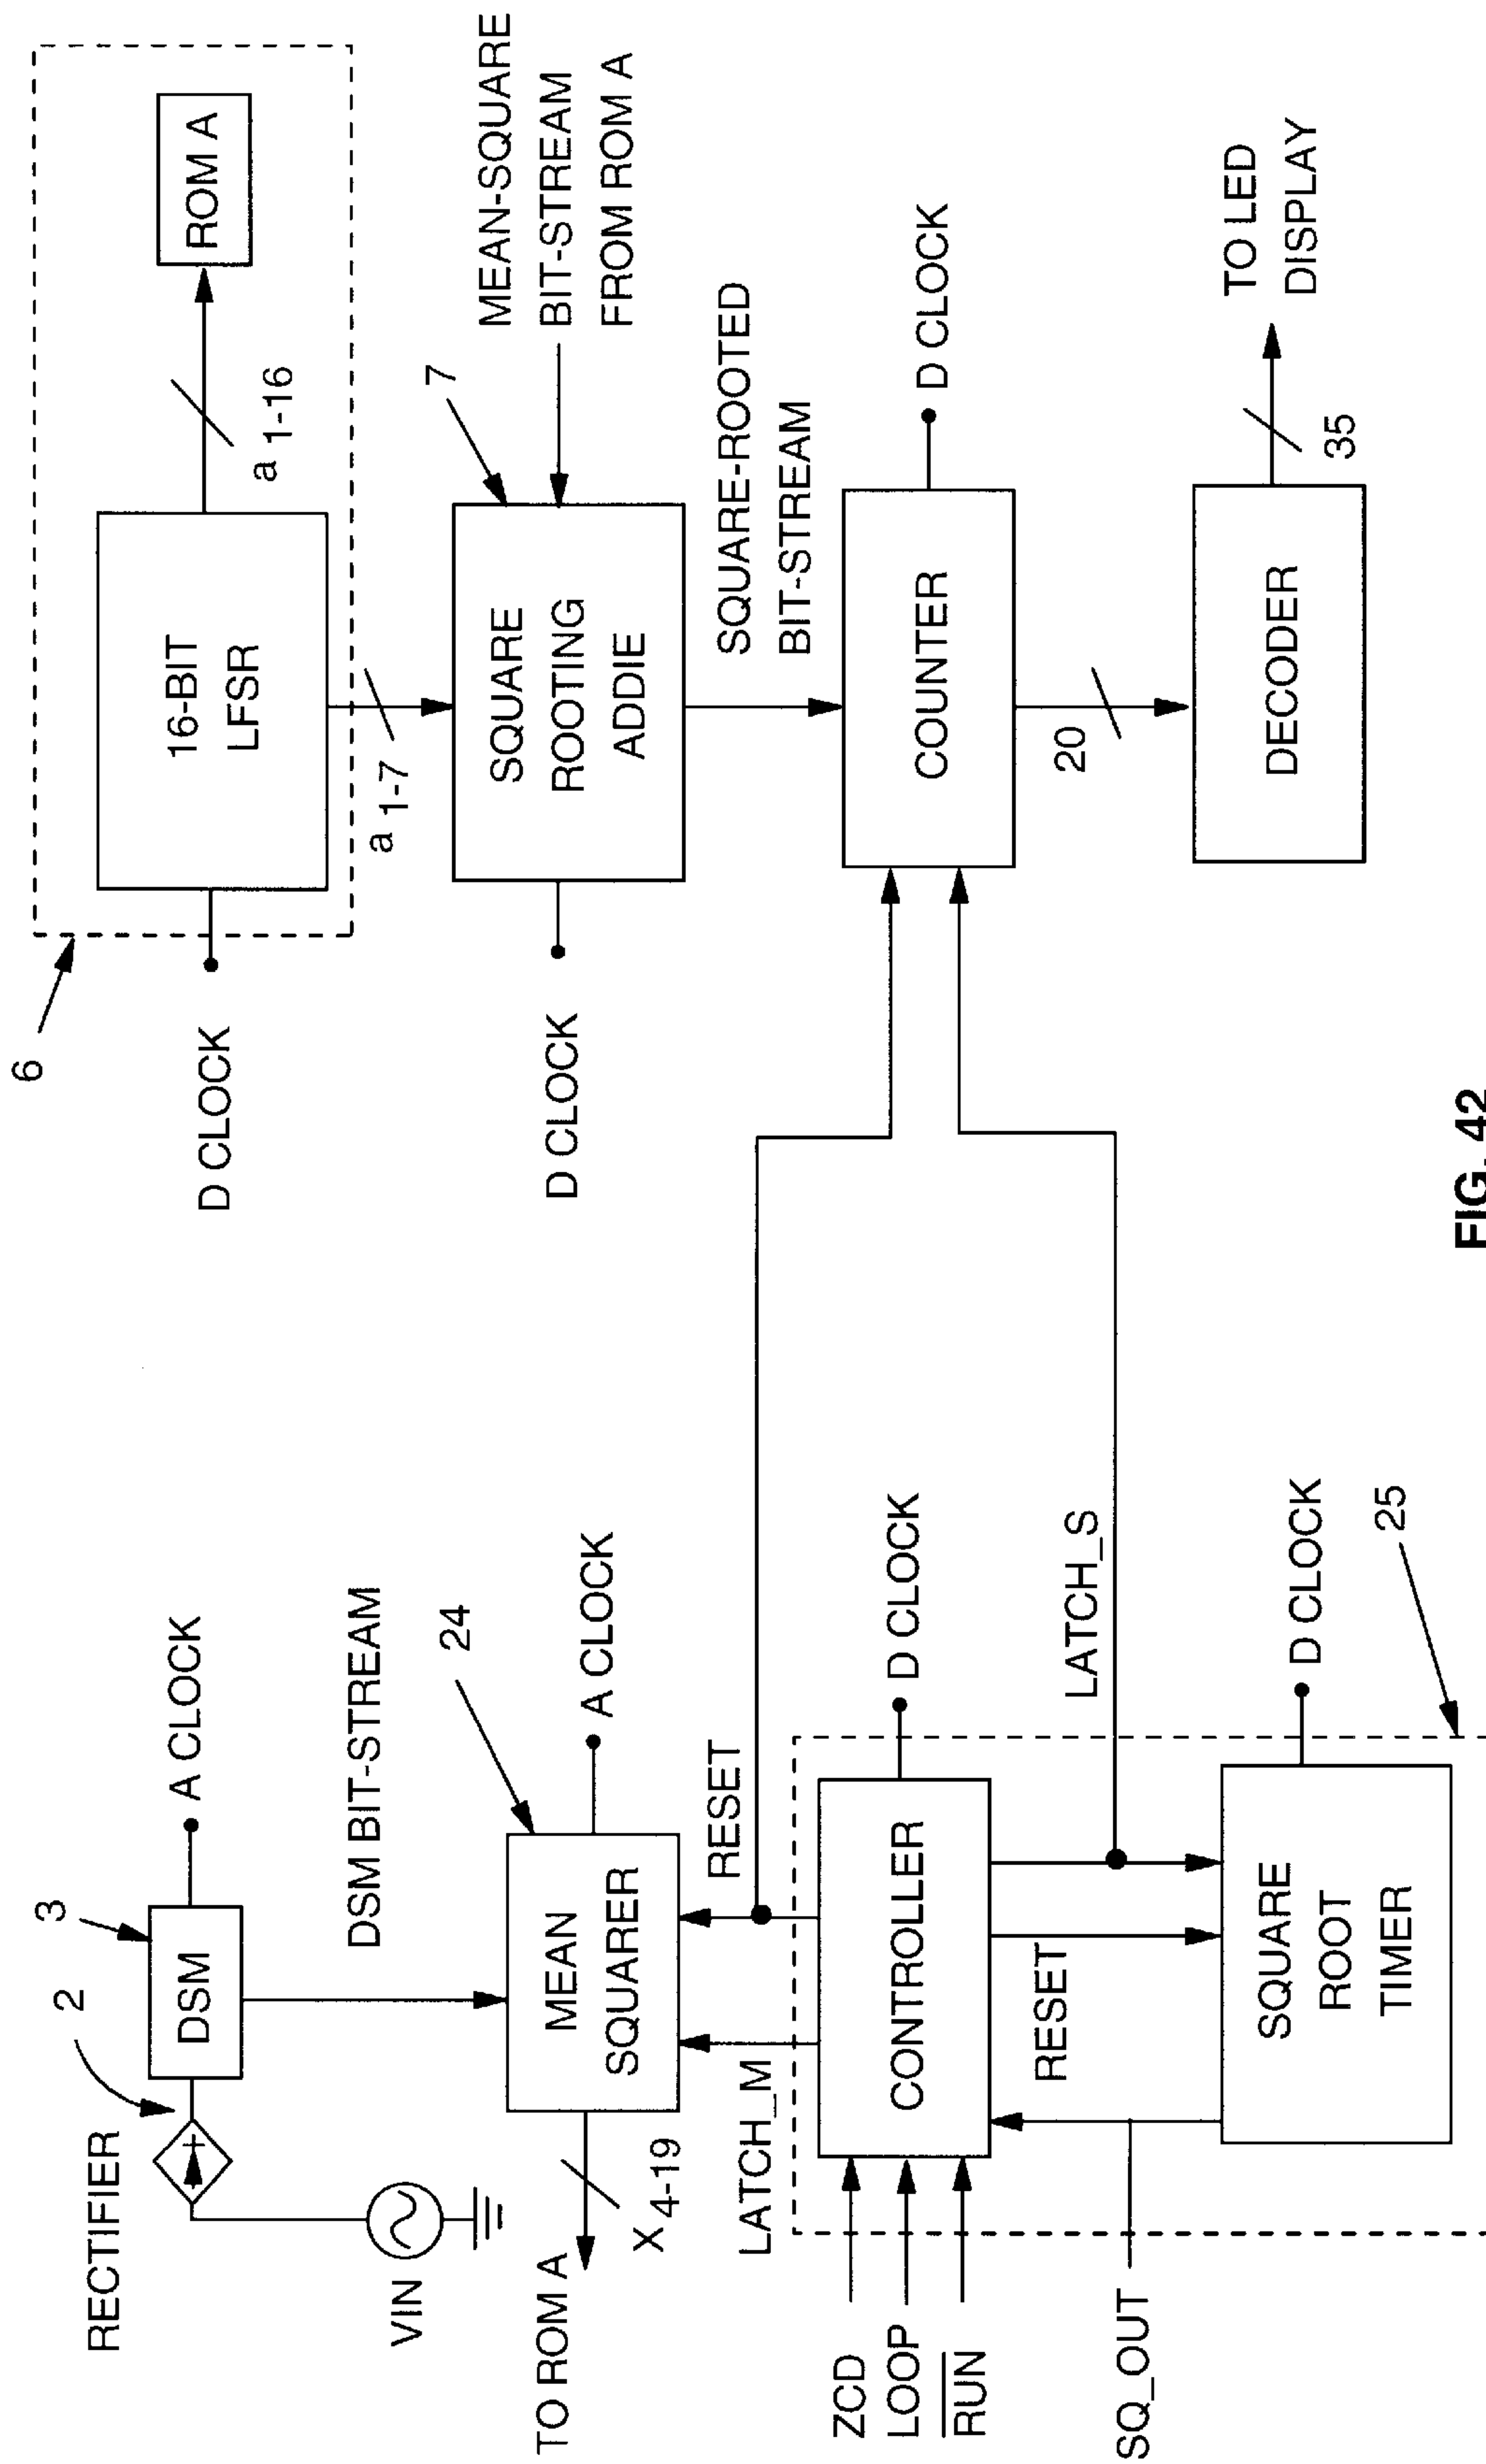 RECTIFIER
2
3
DSM
A CLOCK
VIN
DSM BIT-STREAM
24
TO ROM A
X 4-19
MEAN
SQUARER
A CLOCK
LATCH_M
RESET
ZCD
LOOP
RUN
CONTROLLER
D CLOCK
RESET
LATCH_S
SQ_OUT
SQUARE
ROOT
TIMER
D CLOCK
25
6
D CLOCK
16-BIT
LFSR
a 1-16
ROM A
a 1-7
D CLOCK
SQUARE
ROOTING
ADDIE
7
MEAN-SQUARE
BIT-STREAM
FROM ROM A
SQUARE-ROOTED
BIT-STREAM
COUNTER
D CLOCK
20
DECODER
35
TO LED
DISPLAY
FIG. 42